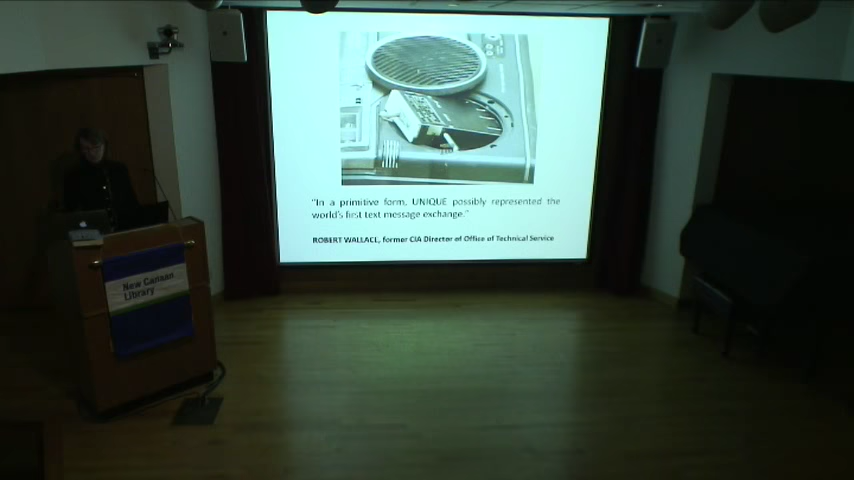 "In a primitive form, UNIQUE possibly represented the
world's first text message exchange."
ROBERT WALLACE, former CIA Director of Office of Technical Service
New Canaan
Library